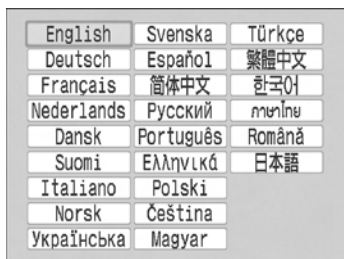 English Svenska Türkçe
Deutsch Español 繁體中文
Français 简体中文 한국어
Nederlands Русский ภาษาไทย
Dansk Português Română
Suomi Ελληνικά 日本語
Italiano Polski
Norsk Čeština
Українська Magyar